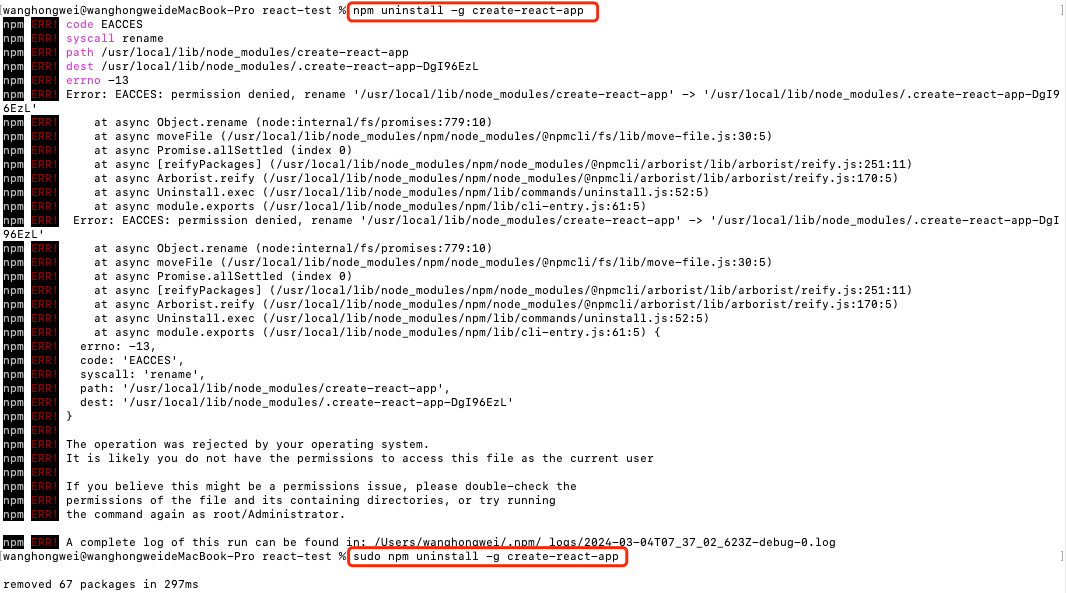 [wanghongwei@wanghongweideMacBook-Pro react-test % npm uninstall -g create-react-app ]
npm ERR! code EACCES
npm ERR! syscall rename
npm ERR! path /usr/local/lib/node_modules/create-react-app
npm ERR! dest /usr/local/lib/node_modules/.create-react-app-DgI96EzL
npm ERR! errno -13
npm ERR! Error: EACCES: permission denied, rename '/usr/local/lib/node_modules/create-react-app' -> '/usr/local/lib/node_modules/.create-react-app-DgI9
6EzL'
npm ERR!     at async Object.rename (node:internal/fs/promises:779:10)
npm ERR!     at async moveFile (/usr/local/lib/node_modules/npm/node_modules/@npmcli/fs/lib/move-file.js:30:5)
npm ERR!     at async Promise.allSettled (index 0)
npm ERR!     at async [reifyPackages] (/usr/local/lib/node_modules/npm/node_modules/@npmcli/arborist/lib/arborist/reify.js:251:11)
npm ERR!     at async Arborist.reify (/usr/local/lib/node_modules/npm/node_modules/@npmcli/arborist/lib/arborist/reify.js:170:5)
npm ERR!     at async Uninstall.exec (/usr/local/lib/node_modules/npm/lib/commands/uninstall.js:52:5)
npm ERR!     at async module.exports (/usr/local/lib/node_modules/npm/lib/cli-entry.js:61:5)
npm ERR!  Error: EACCES: permission denied, rename '/usr/local/lib/node_modules/create-react-app' -> '/usr/local/lib/node_modules/.create-react-app-DgI
96EzL'
npm ERR!     at async Object.rename (node:internal/fs/promises:779:10)
npm ERR!     at async moveFile (/usr/local/lib/node_modules/npm/node_modules/@npmcli/fs/lib/move-file.js:30:5)
npm ERR!     at async Promise.allSettled (index 0)
npm ERR!     at async [reifyPackages] (/usr/local/lib/node_modules/npm/node_modules/@npmcli/arborist/lib/arborist/reify.js:251:11)
npm ERR!     at async Arborist.reify (/usr/local/lib/node_modules/npm/node_modules/@npmcli/arborist/lib/arborist/reify.js:170:5)
npm ERR!     at async Uninstall.exec (/usr/local/lib/node_modules/npm/lib/commands/uninstall.js:52:5)
npm ERR!     at async module.exports (/usr/local/lib/node_modules/npm/lib/cli-entry.js:61:5) {
npm ERR!   errno: -13,
npm ERR!   code: 'EACCES',
npm ERR!   syscall: 'rename',
npm ERR!   path: '/usr/local/lib/node_modules/create-react-app',
npm ERR!   dest: '/usr/local/lib/node_modules/.create-react-app-DgI96EzL'
npm ERR! }
npm ERR!
npm ERR! The operation was rejected by your operating system.
npm ERR! It is likely you do not have the permissions to access this file as the current user
npm ERR!
npm ERR! If you believe this might be a permissions issue, please double-check the
npm ERR! permissions of the file and its containing directories, or try running
npm ERR! the command again as root/Administrator.
npm ERR! A complete log of this run can be found in: /Users/wanghongwei/.npm/_logs/2024-03-04T07_37_02_623Z-debug-0.log
[wanghongwei@wanghongweideMacBook-Pro react-test % sudo npm uninstall -g create-react-app ]
removed 67 packages in 297ms